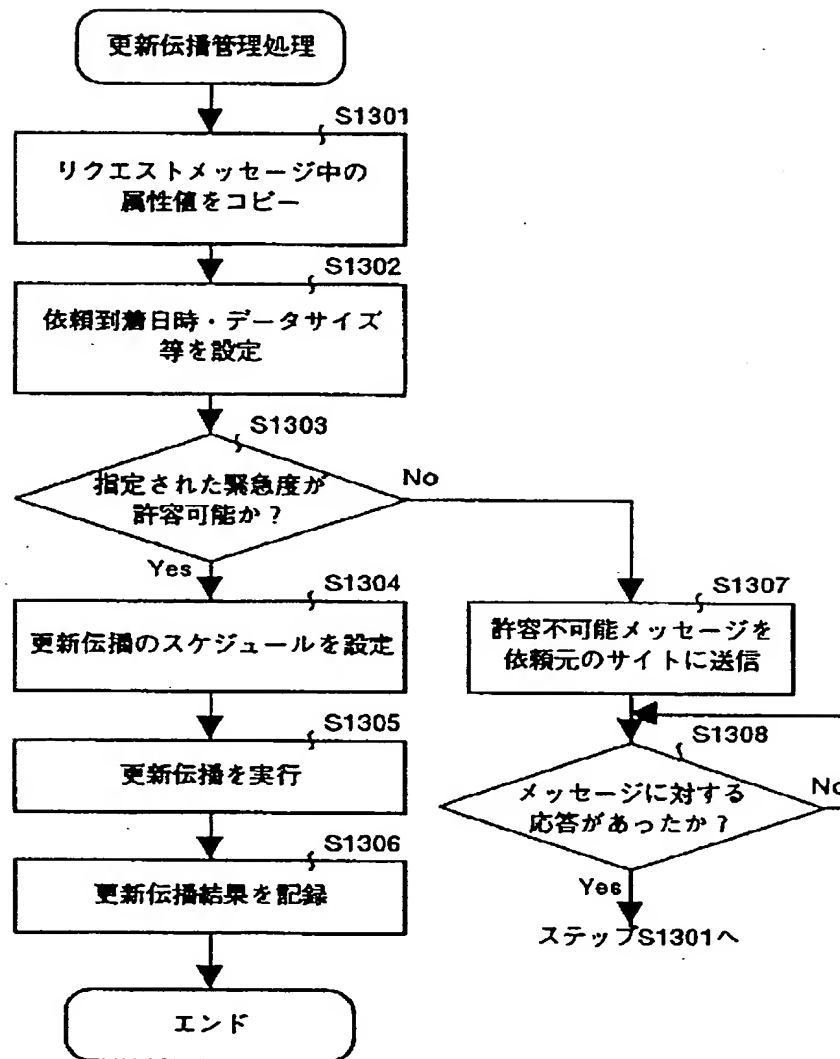 更新伝播管理処理
S1301
リクエストメッセージ中の
属性値をコピー
S1302
依頼到着日時・データサイズ
等を設定
S1303
指定された緊急度が
許容可能か？
No
Yes
S1304
更新伝播のスケジュールを設定
S1305
更新伝播を実行
S1306
更新伝播結果を記録
エンド
S1307
許容不可能メッセージを
依頼元のサイトに送信
S1308
メッセージに対する
応答があったか？
No
Yes
ステップS1301へ